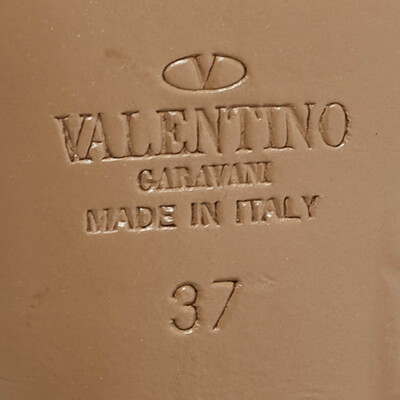 V
VALENTINO
GARAVANI
MADE IN ITALY
37